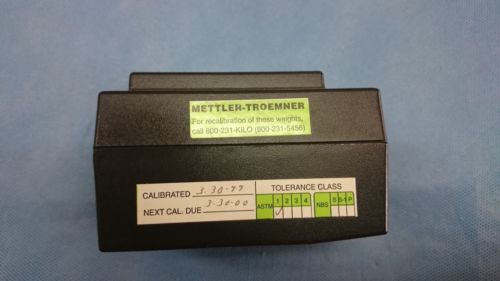 METTLER-TROEMNER
For recalibration of these weights,
call 800-231-KILO (800-231-5456)
CALIBRATED 3-30-99
NEXT CAL. DUE 3-30-00
TOLERANCE CLASS
ASTM 1 2 3 4 NBS S S-1 P
✓